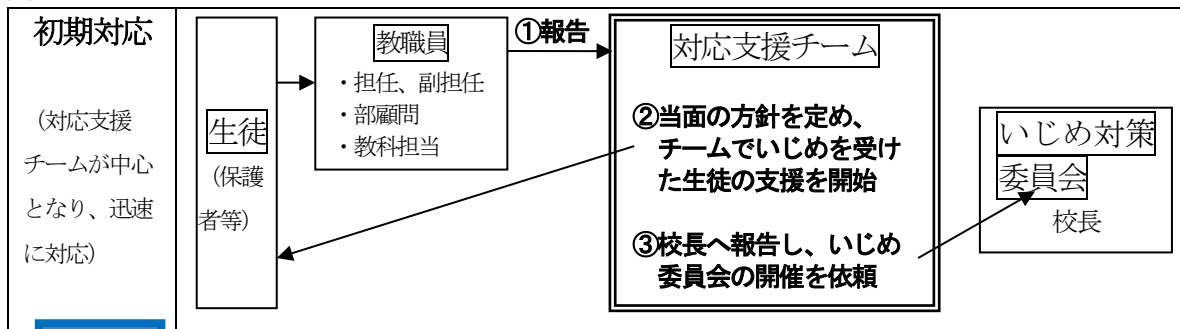 初期対応
(対応支援
チームが中心
となり、迅速
に対応)
生徒
(保護
者等)
教職員
・担任、副担任
・部顧問
・教科担当
①報告
対応支援チーム
②当面の方針を定め、
チームでいじめを受け
た生徒の支援を開始
③校長へ報告し、いじめ
委員会の開催を依頼
いじめ対策
委員会
校長